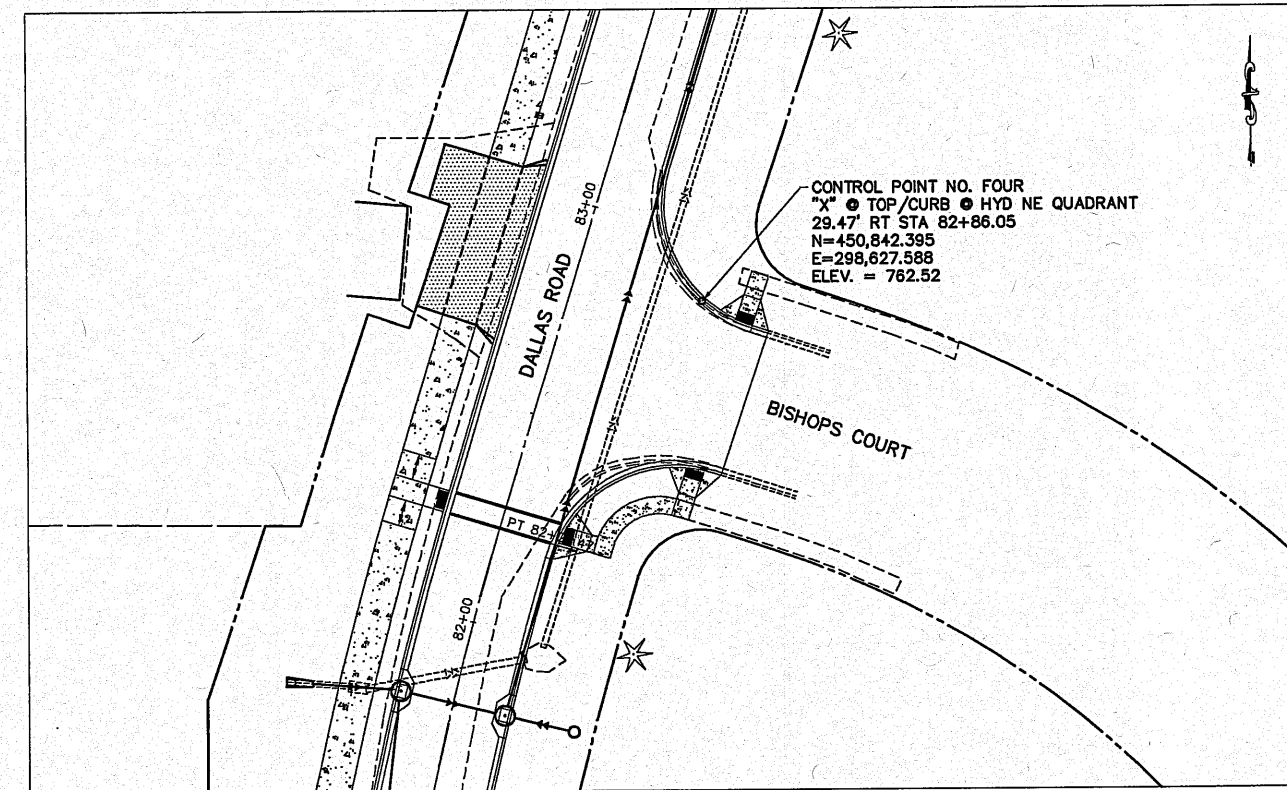 CONTROL POINT NO. FOUR
"X" @ TOP/CURB @ HYD NE QUADRANT
29.47' RT STA 82+86.05
N=450,842.395
E=298,627.588
ELEV. = 762.52
83+00
DALLAS ROAD
BISHOPS COURT
PT 82+
82+00